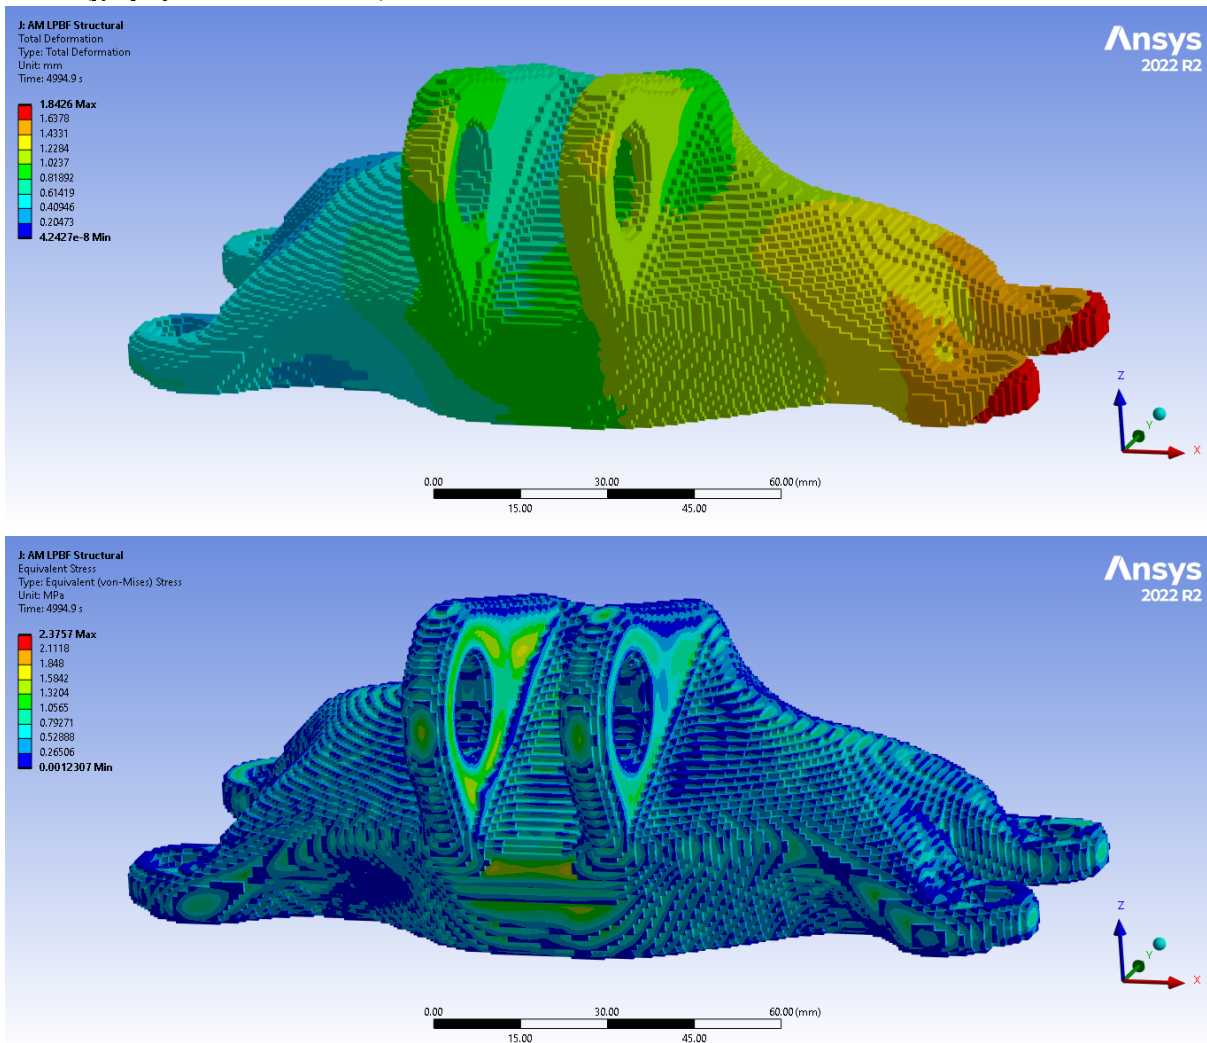 J: AM LPBF Structural
Total Deformation
Type: Total Deformation
Unit: mm
Time: 4994.9 s
1.8426 Max
1.6378
1.4331
1.2284
1.0237
0.81892
0.61419
0.40946
0.20473
4.2427e-8 Min
Ansys
2022 R2
Z
Y
X
0.00 30.00 60.00 (mm)
15.00 45.00
J: AM LPBF Structural
Equivalent Stress
Type: Equivalent (von-Mises) Stress
Unit: MPa
Time: 4994.9 s
2.3757 Max
2.1118
1.848
1.5842
1.3204
1.0565
0.79271
0.52888
0.26506
0.0012307 Min
Ansys
2022 R2
Z
Y
X
0.00 30.00 60.00 (mm)
15.00 45.00